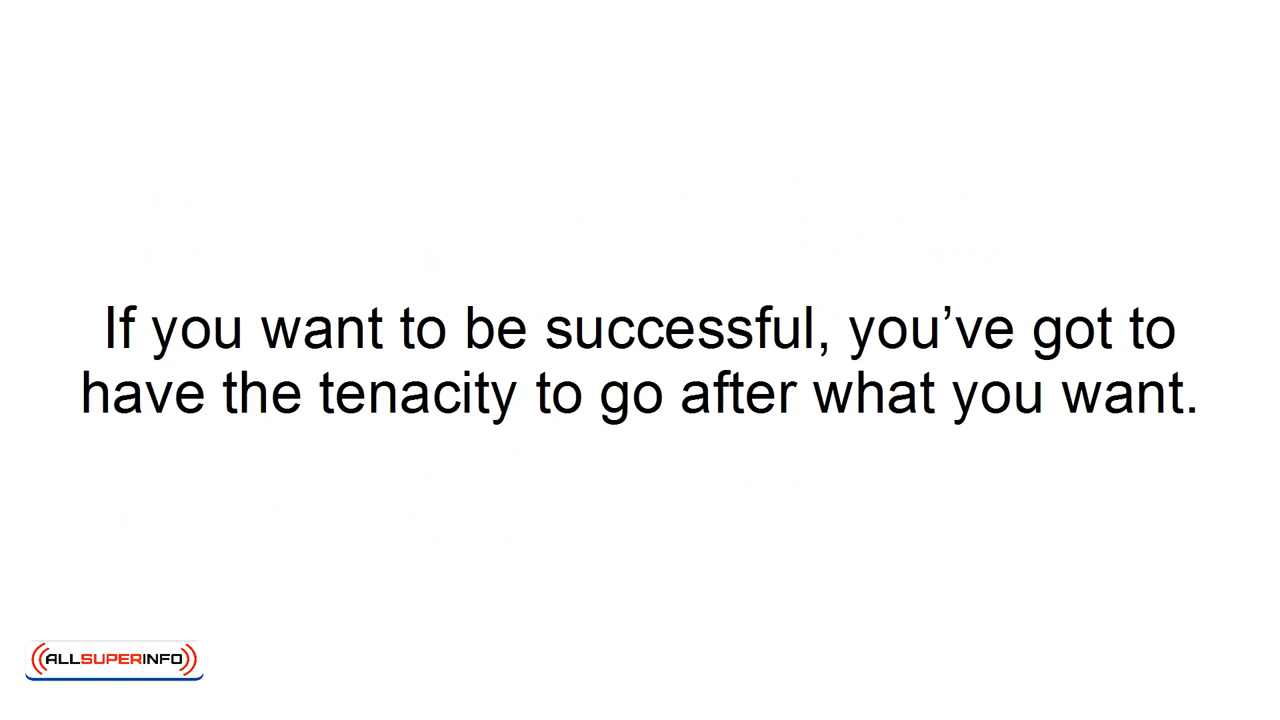 If you want to be successful, you’ve got to
have the tenacity to go after what you want.
ALLSUPERINFO